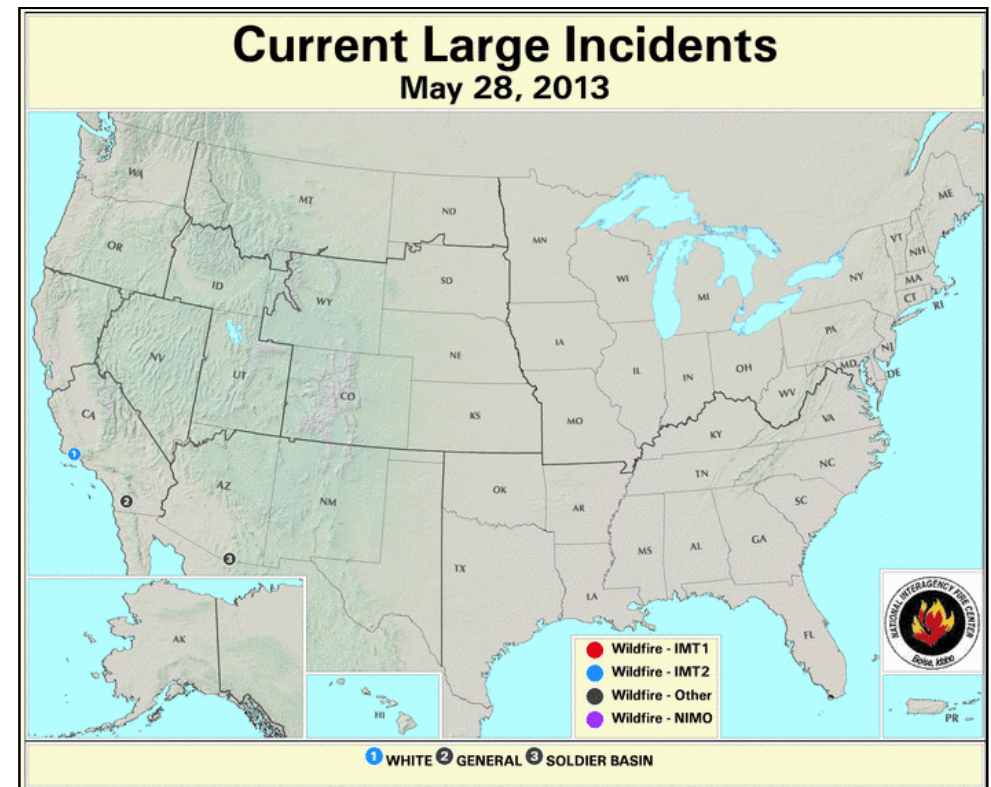 Current Large Incidents
May 28, 2013
WA
MT
ND
OR
ID
WY
SD
MN
WI
MI
NY
VT
NH
ME
MA
CT
RI
NV
UT
CO
NE
IA
IL
IN
OH
PA
NJ
MD
DE
WV
VA
CA
KS
MO
KY
1
2
3
AZ
NM
OK
AR
TN
NC
SC
TX
LA
MS
AL
GA
FL
AK
HI
PR
NATIONAL INTERAGENCY FIRE CENTER
Boise, Idaho
Wildfire - IMT1
Wildfire - IMT2
Wildfire - Other
Wildfire - NIMO
1 WHITE 2 GENERAL 3 SOLDIER BASIN